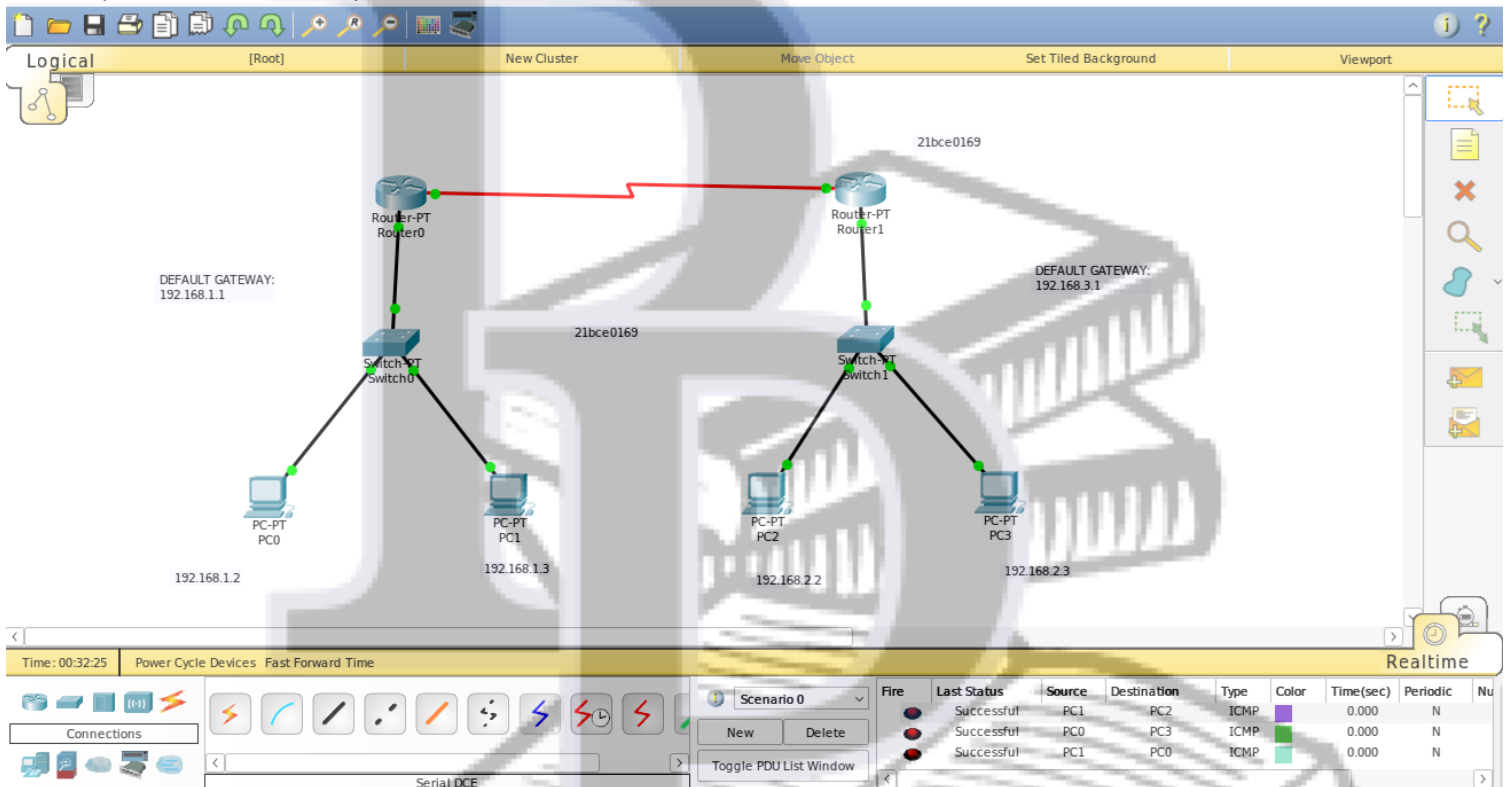 Logical
[Root]
New Cluster
Move Object
Set Tiled Background
Viewport
21bce0169
Router-PT
Router0
Router-PT
Router1
DEFAULT GATEWAY:
192.168.1.1
DEFAULT GATEWAY:
192.168.3.1
21bce0169
Switch-PT
Switch0
Switch-PT
Switch1
PC-PT
PC0
PC-PT
PC1
PC-PT
PC2
PC-PT
PC3
192.168.1.2
192.168.1.3
192.168.2.2
192.168.2.3
Time: 00:32:25 Power Cycle Devices Fast Forward Time
Realtime
Connections
Serial DCE
Scenario 0
New Delete
Toggle PDU List Window
Fire Last Status Source Destination Type Color Time(sec) Periodic Nu
Successful PC1 PC2 ICMP 0.000 N
Successful PC0 PC3 ICMP 0.000 N
Successful PC1 PC0 ICMP 0.000 N